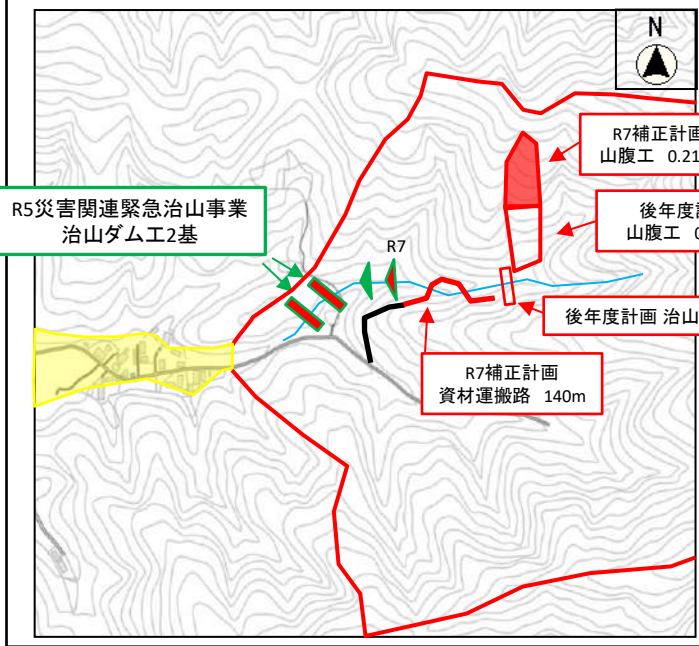 N
R7補正計画
山腹工 0.21
R5災害関連緊急治山事業
治山ダム工2基
後年度計
山腹工 0
R7
後年度計画 治山
R7補正計画
資材運搬路 140m